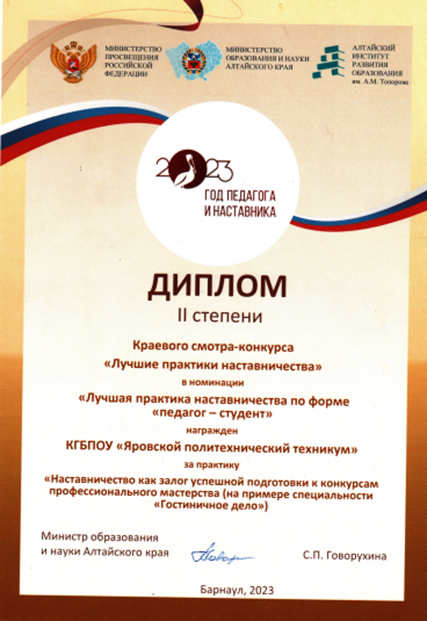 МИНИСТЕРСТВО
ПРОСВЕЩЕНИЯ
РОССИЙСКОЙ
ФЕДЕРАЦИИ
МИНИСТЕРСТВО
ОБРАЗОВАНИЯ И НАУКИ
АЛТАЙСКОГО КРАЯ
АЛТАЙСКИЙ
ИНСТИТУТ
РАЗВИТИЯ
ОБРАЗОВАНИЯ
им. А.М. Топорова
2023
ГОД ПЕДАГОГА
И НАСТАВНИКА
ДИПЛОМ
II степени
Краевого смотра-конкурса
«Лучшие практики наставничества»
в номинации
«Лучшая практика наставничества по форме
«педагог – студент»
награжден
КГБПОУ «Яровской политехнический техникум»
за практику
«Наставничество как залог успешной подготовки к конкурсам
профессионального мастерства (на примере специальности
«Гостиничное дело»)
Министр образования
и науки Алтайского края
С.П. Говорухина
Барнаул, 2023